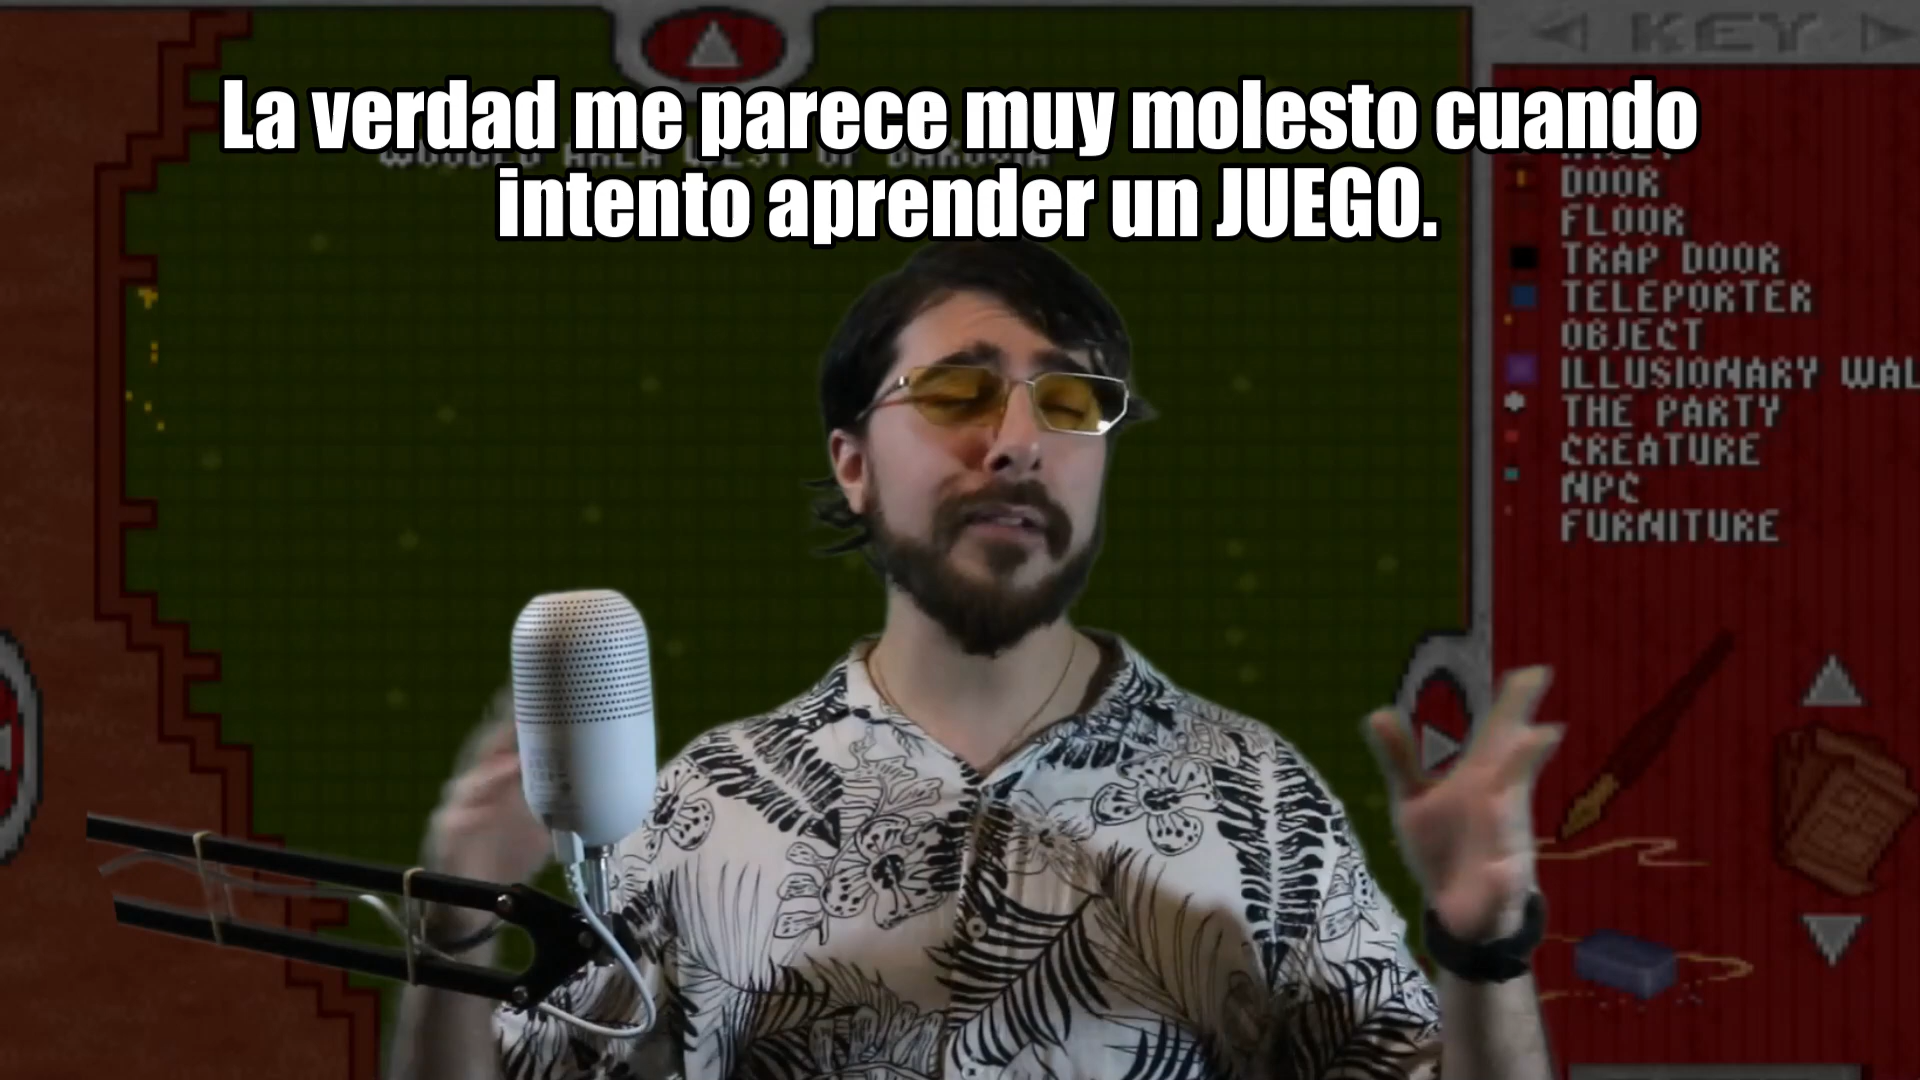 KEY
La verdad me parece muy molesto cuando
intento aprender un JUEGO.
DOOR
FLOOR
TRAP DOOR
TELEPORTER
OBJECT
ILLUSIONARY WAL
THE PARTY
CREATURE
NPC
FURNITURE